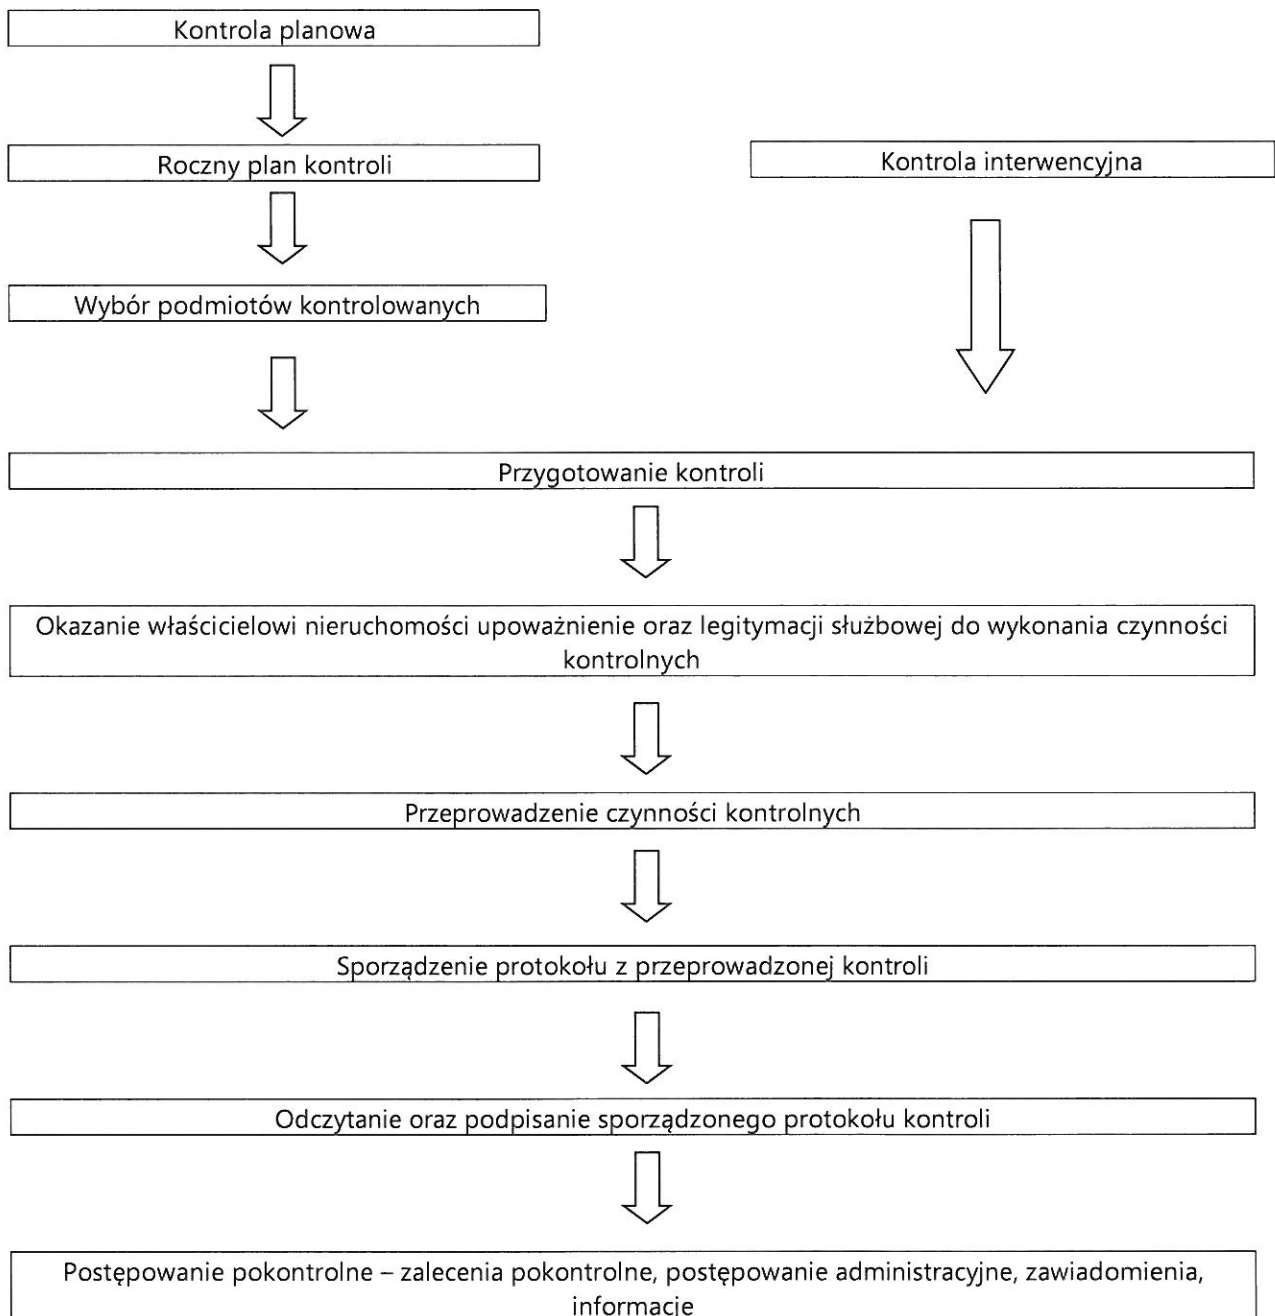 Kontrola planowa
Roczny plan kontroli
Kontrola interwencyjna
Wybór podmiotów kontrolowanych
Przygotowanie kontroli
Okazanie właścicielowi nieruchomości upoważnienie oraz legitymacji służbowej do wykonania czynności
kontrolnych
Przeprowadzenie czynności kontrolnych
Sporządzenie protokołu z przeprowadzonej kontroli
Odczytanie oraz podpisanie sporządzonego protokołu kontroli
Postępowanie pokontrolne – zalecenia pokontrolne, postępowanie administracyjne, zawiadomienia,
informacje